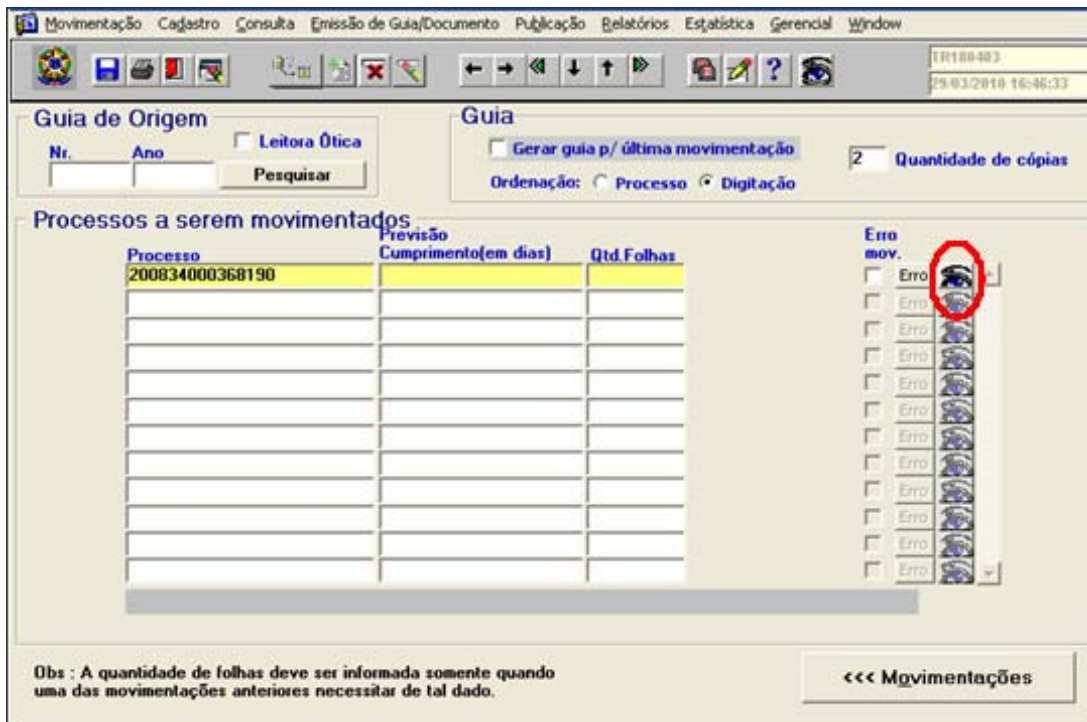 Movimentação Cadastro Consulta Emissão de Guia/Documento Publicação Relatórios Estatística Gerencial Window
TR180403
29/03/2010 16:46:33
Guia de Origem
Nr. Ano
Leitora Ótica
Pesquisar
Guia
Gerar guia p/ última movimentação
Ordenação: Processo Digitação
2 Quantidade de cópias
Processos a serem movimentados
Processo
Previsão
Cumprimento(em dias)
Qtd.Folhas
Erro
mov.
200834000368190
Erro
Erro
Erro
Erro
Erro
Erro
Erro
Erro
Erro
Erro
Erro
Erro
Obs : A quantidade de folhas deve ser informada somente quando
uma das movimentações anteriores necessitar de tal dado.
<<< Movimentações